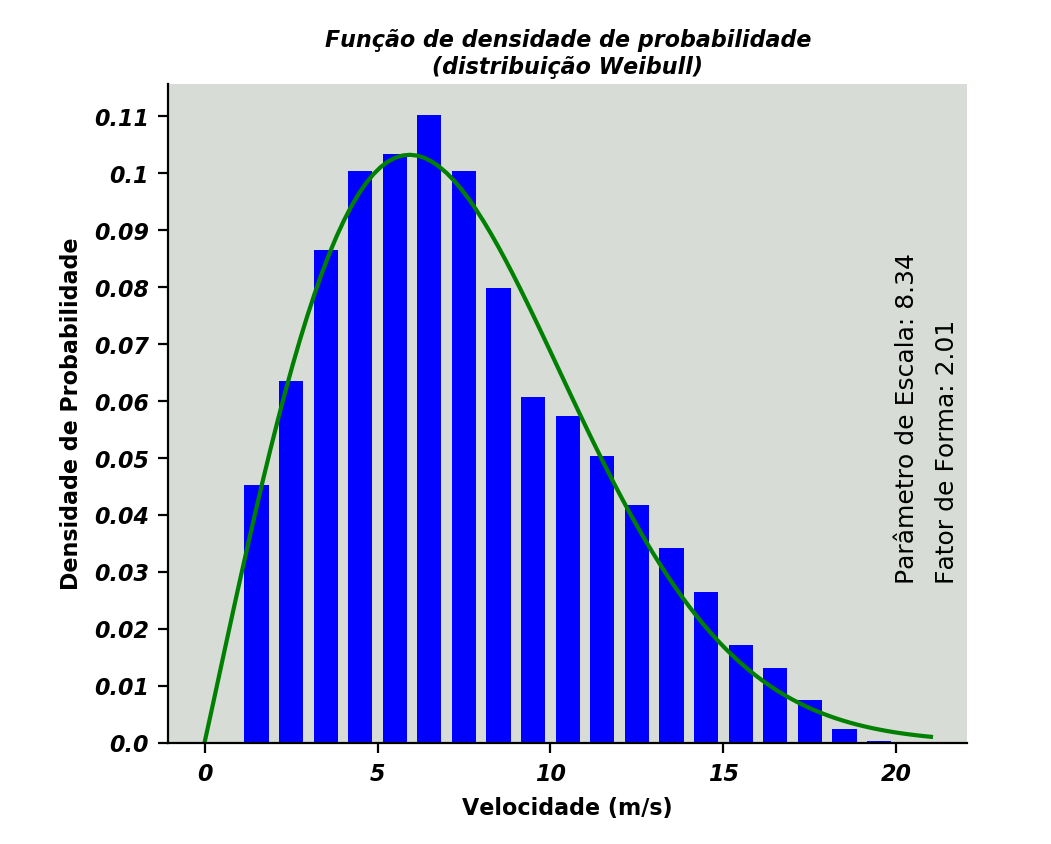 Função de densidade de probabilidade
(distribuição Weibull)
Densidade de Probabilidade
0.11
0.1
0.09
0.08
0.07
0.06
0.05
0.04
0.03
0.02
0.01
0.0
0 5 10 15 20
Velocidade (m/s)
Parâmetro de Escala: 8.34
Fator de Forma: 2.01